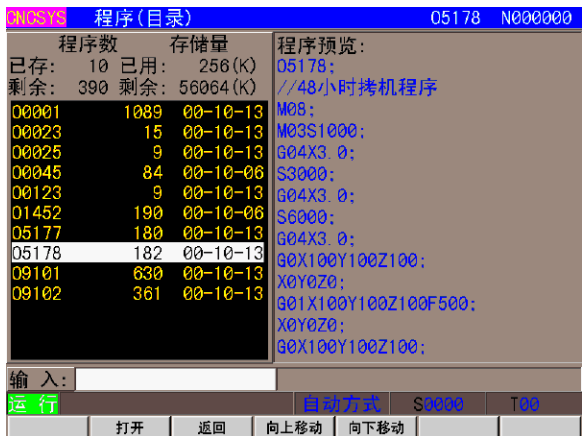 CNCSYS 程序(目录) O5178 N000000
程序数 存储量
已存: 10 已用: 256(K)
剩余: 390 剩余: 56064(K)
O0001 1089 00-10-13
O0023 15 00-10-13
O0025 9 00-10-13
O0045 84 00-10-06
O0123 9 00-10-13
O1452 190 00-10-06
O5177 180 00-10-13
O5178 182 00-10-13
O9101 630 00-10-13
O9102 361 00-10-13
程序预览:
O5178;
//48小时拷机程序
M08;
M03S1000;
G04X3.0;
S3000;
G04X3.0;
S6000;
G04X3.0;
G0X100Y100Z100;
X0Y0Z0;
G01X100Y100Z100F500;
X0Y0Z0;
G0X100Y100Z100;
输 入:
运 行 自动方式 S0000 T00
打开 返回 向上移动 向下移动